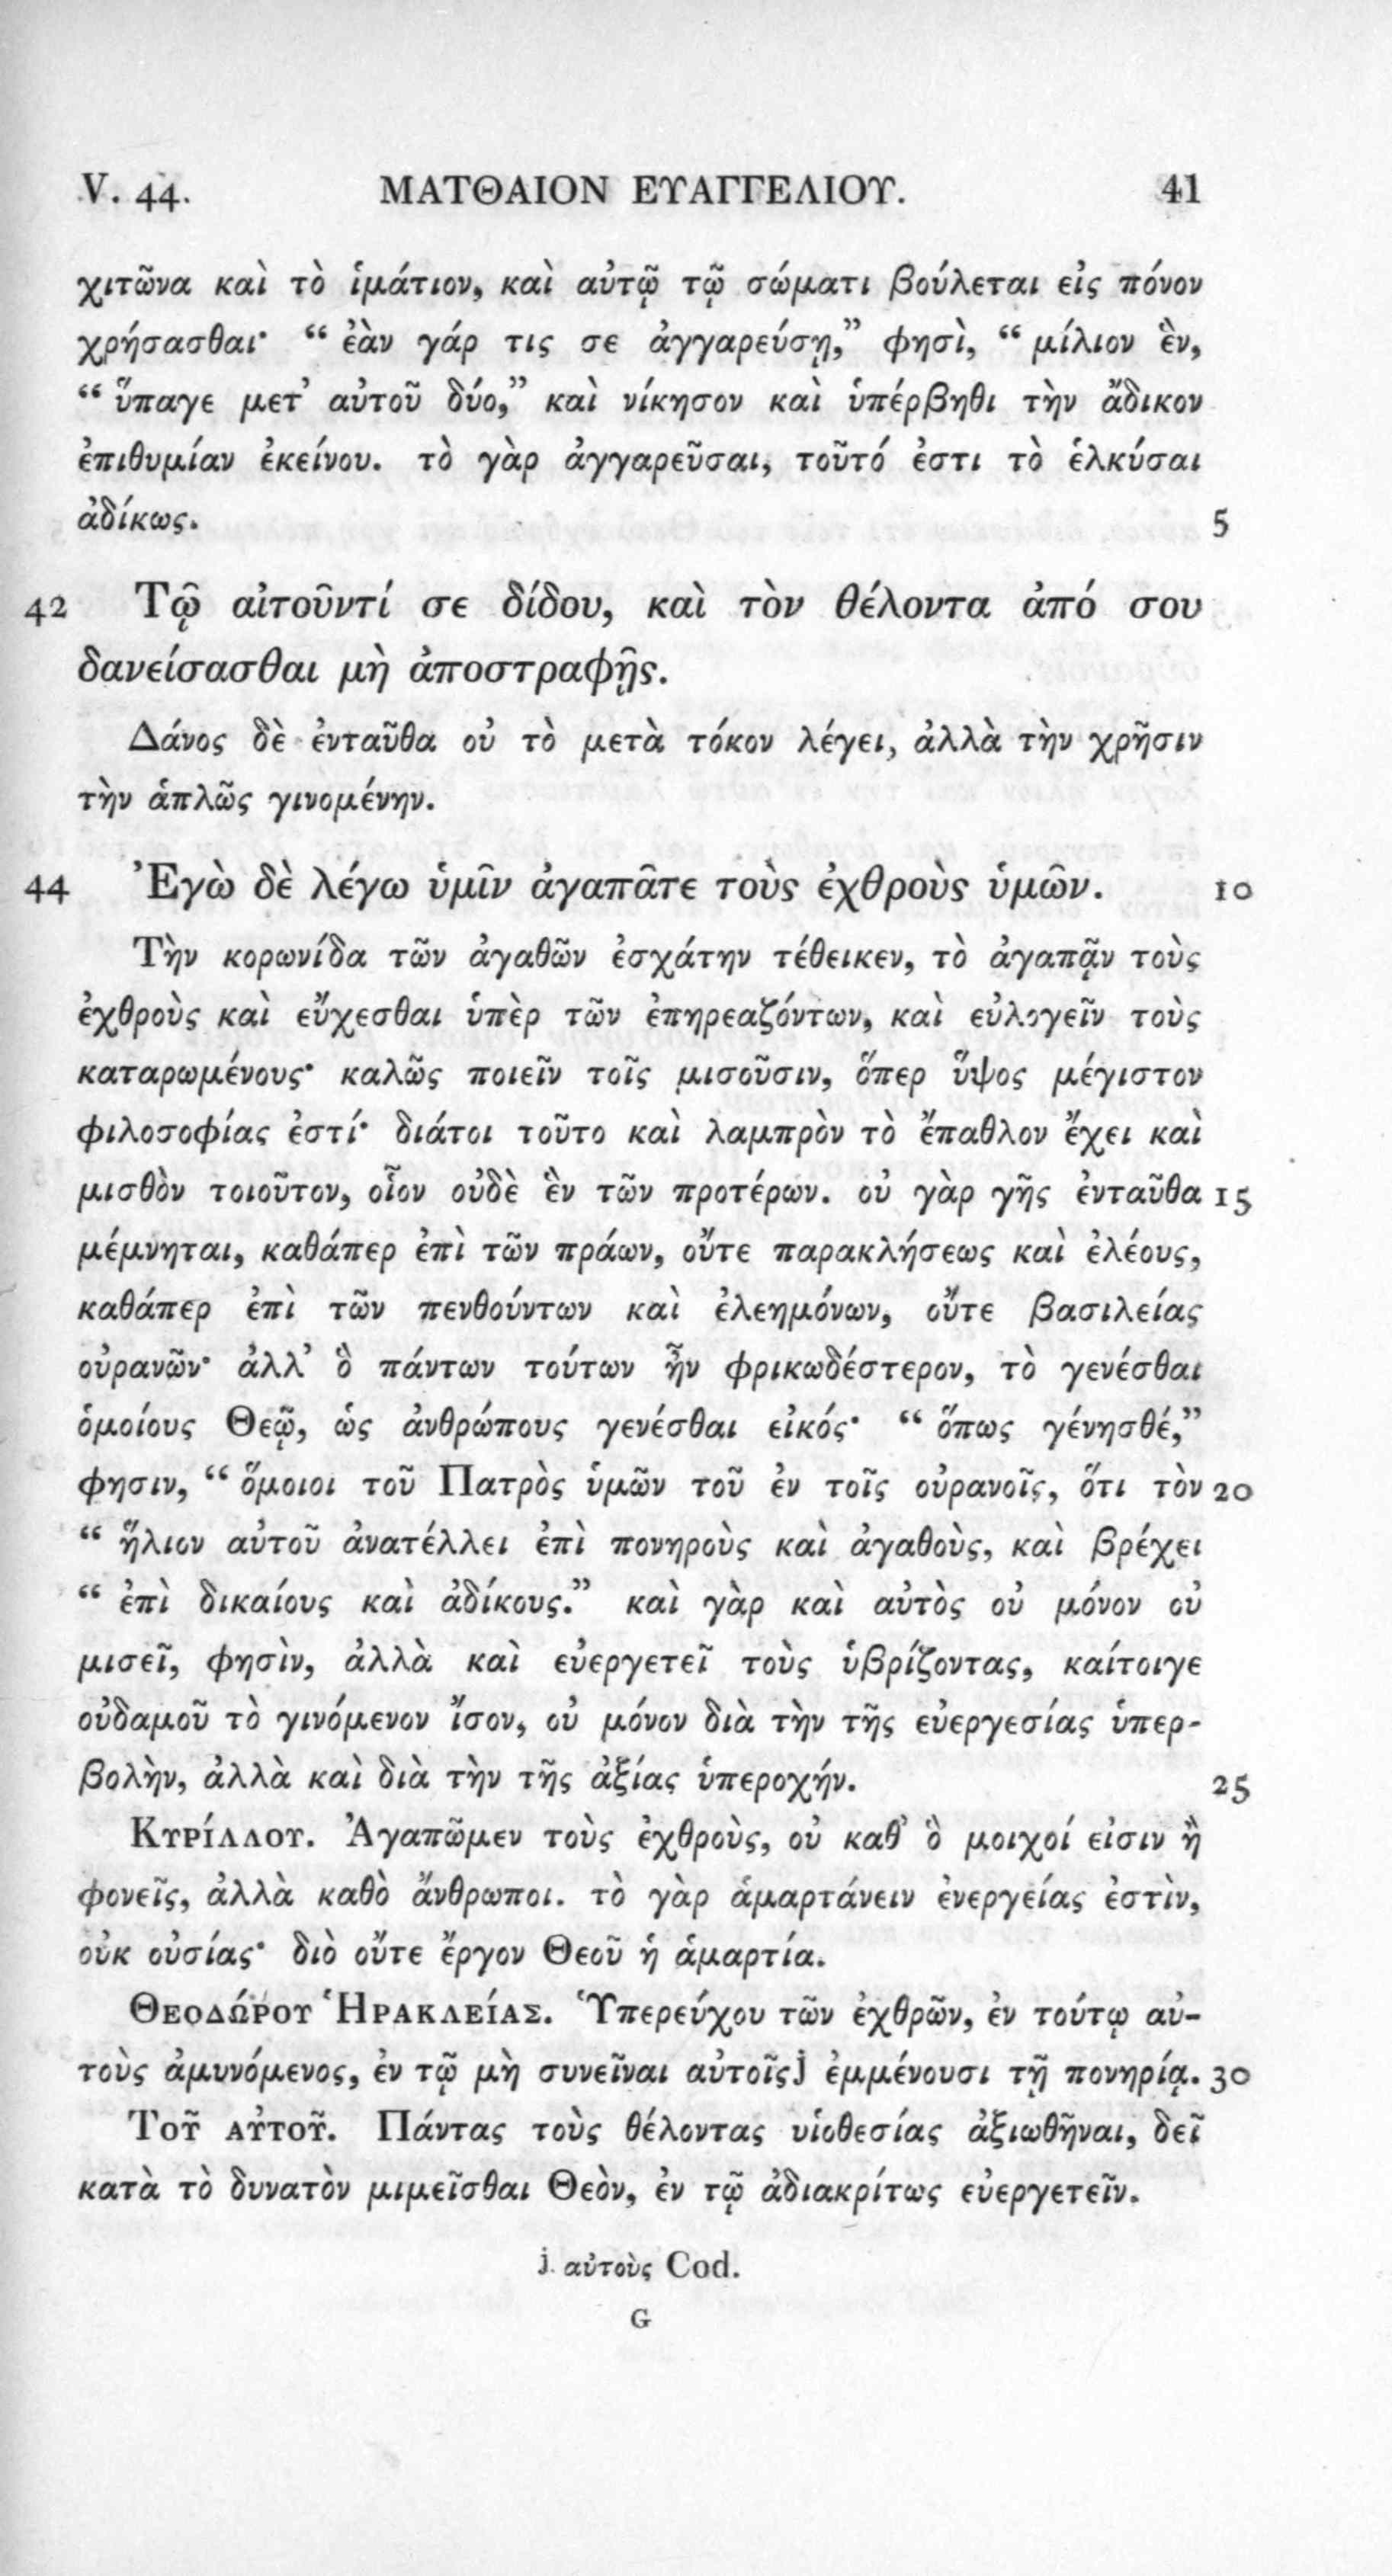 V. 44. ΜΑΤΘΑΙΟΝ ΕΥΑΓΓΕΛΙΟΥ. 41
χιτῶνα καὶ τὸ ἱμάτιον, καὶ αὐτῷ τῷ σώματι βούλεται εἰς πόνον
χρήσασθαι· “ ἐὰν γάρ τις σε ἀγγαρεύσῃ,” φησὶ, “ μίλιον ἓν,
“ ὕπαγε μετ᾽ αὐτοῦ δύο,” καὶ νίκησον καὶ ὑπέρβηθι τὴν ἄδικον
ἐπιθυμίαν ἐκείνου. τὸ γὰρ ἀγγαρεῦσαι, τοῦτό ἐστι τὸ ἑλκύσαι
ἀδίκως. 5
42 Τῷ αἰτοῦντί σε δίδου, καὶ τὸν θέλοντα ἀπό σου
δανείσασθαι μὴ ἀποστραφῇς.
Δάνος δὲ ἐνταῦθα οὐ τὸ μετὰ τόκον λέγει, ἀλλὰ τὴν χρῆσιν
τὴν ἁπλῶς γινομένην.
44 Ἐγὼ δὲ λέγω ὑμῖν ἀγαπᾶτε τοὺς ἐχθροὺς ὑμῶν. 10
Τὴν κορωνίδα τῶν ἀγαθῶν ἐσχάτην τέθεικεν, τὸ ἀγαπᾷν τοὺς
ἐχθροὺς καὶ εὔχεσθαι ὑπὲρ τῶν ἐπηρεαζόντων, καὶ εὐλογεῖν τοὺς
καταρωμένους· καλῶς ποιεῖν τοῖς μισοῦσιν, ὅπερ ὕψος μέγιστον
φιλοσοφίας ἐστί· διάτοι τοῦτο καὶ λαμπρὸν τὸ ἔπαθλον ἔχει καὶ
μισθὸν τοιοῦτον, οἷον οὐδὲ ἓν τῶν προτέρων. οὐ γὰρ γῆς ἐνταῦθα 15
μέμνηται, καθάπερ ἐπὶ τῶν πράων, οὔτε παρακλήσεως καὶ ἐλέους,
καθάπερ ἐπὶ τῶν πενθούντων καὶ ἐλεημόνων, οὔτε βασιλείας
οὐρανῶν· ἀλλ᾽ ὃ πάντων τούτων ἦν φρικωδέστερον, τὸ γενέσθαι
ὁμοίους Θεῷ, ὡς ἀνθρώπους γενέσθαι εἰκός· “ ὅπως γένησθέ,”
φησιν, “ ὅμοιοι τοῦ Πατρὸς ὑμῶν τοῦ ἐν τοῖς οὐρανοῖς, ὅτι τὸν 20
“ ἥλιον αὐτοῦ ἀνατέλλει ἐπὶ πονηροὺς καὶ ἀγαθοὺς, καὶ βρέχει
“ ἐπὶ δικαίους καὶ ἀδίκους.” καὶ γὰρ καὶ αὐτὸς οὐ μόνον οὐ
μισεῖ, φησὶν, ἀλλὰ καὶ εὐεργετεῖ τοὺς ὑβρίζοντας, καίτοιγε
οὐδαμοῦ τὸ γινόμενον ἴσον, οὐ μόνον διὰ τὴν τῆς εὐεργεσίας ὑπερ-
βολὴν, ἀλλὰ καὶ διὰ τὴν τῆς ἀξίας ὑπεροχήν. 25
Κυρίλλου. Ἀγαπῶμεν τοὺς ἐχθροὺς, οὐ καθ᾽ ὃ μοιχοί εἰσιν ἢ
φονεῖς, ἀλλὰ καθὸ ἄνθρωποι. τὸ γὰρ ἁμαρτάνειν ἐνεργείας ἐστὶν,
οὐκ οὐσίας· διὸ οὔτε ἔργον Θεοῦ ἡ ἁμαρτία.
Θεοδώρου Ἡρακλείας. Ὑπερεύχου τῶν ἐχθρῶν, ἐν τούτῳ αὐ-
τοὺς ἀμυνόμενος, ἐν τῷ μὴ συνεῖναι αὐτοῖς j ἐμμένουσι τῇ πονηρίᾳ. 30
Τοῦ αὐτοῦ. Πάντας τοὺς θέλοντας υἱοθεσίας ἀξιωθῆναι, δεῖ
κατὰ τὸ δυνατὸν μιμεῖσθαι Θεὸν, ἐν τῷ ἀδιακρίτως εὐεργετεῖν.
j αὐτοὺς Cod.
G